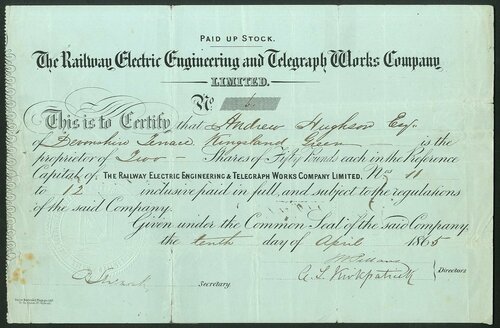 PAID UP STOCK.
The Railway Electric Engineering and Telegraph Works Company
LIMITED.
No
This is to Certify that Andrew Hughson Esqr.
of Devonshire Terrace Kingsland Green is the
proprietor of Two Shares of Fifty Pounds each in the Preference
Capital of THE RAILWAY ELECTRIC ENGINEERING & TELEGRAPH WORKS COMPANY LIMITED, Nos 11
to 12 inclusive paid in full, and subject to the regulations
of the said Company.
Given under the Common Seal of the said Company
the tenth day of April 1865
Secretary
A. L. Kirkpatrick
Directors